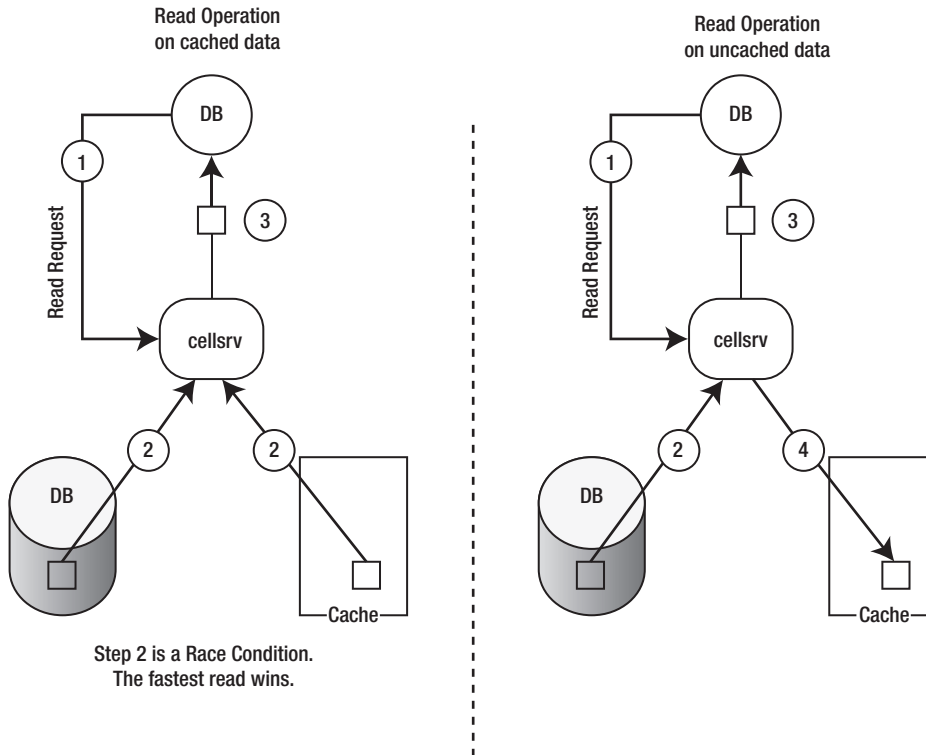 Read Operation
on cached data
DB
1
Read Request
3
cellsrv
2
2
DB
Cache
Step 2 is a Race Condition.
The fastest read wins.
Read Operation
on uncached data
DB
1
Read Request
3
cellsrv
2
4
DB
Cache